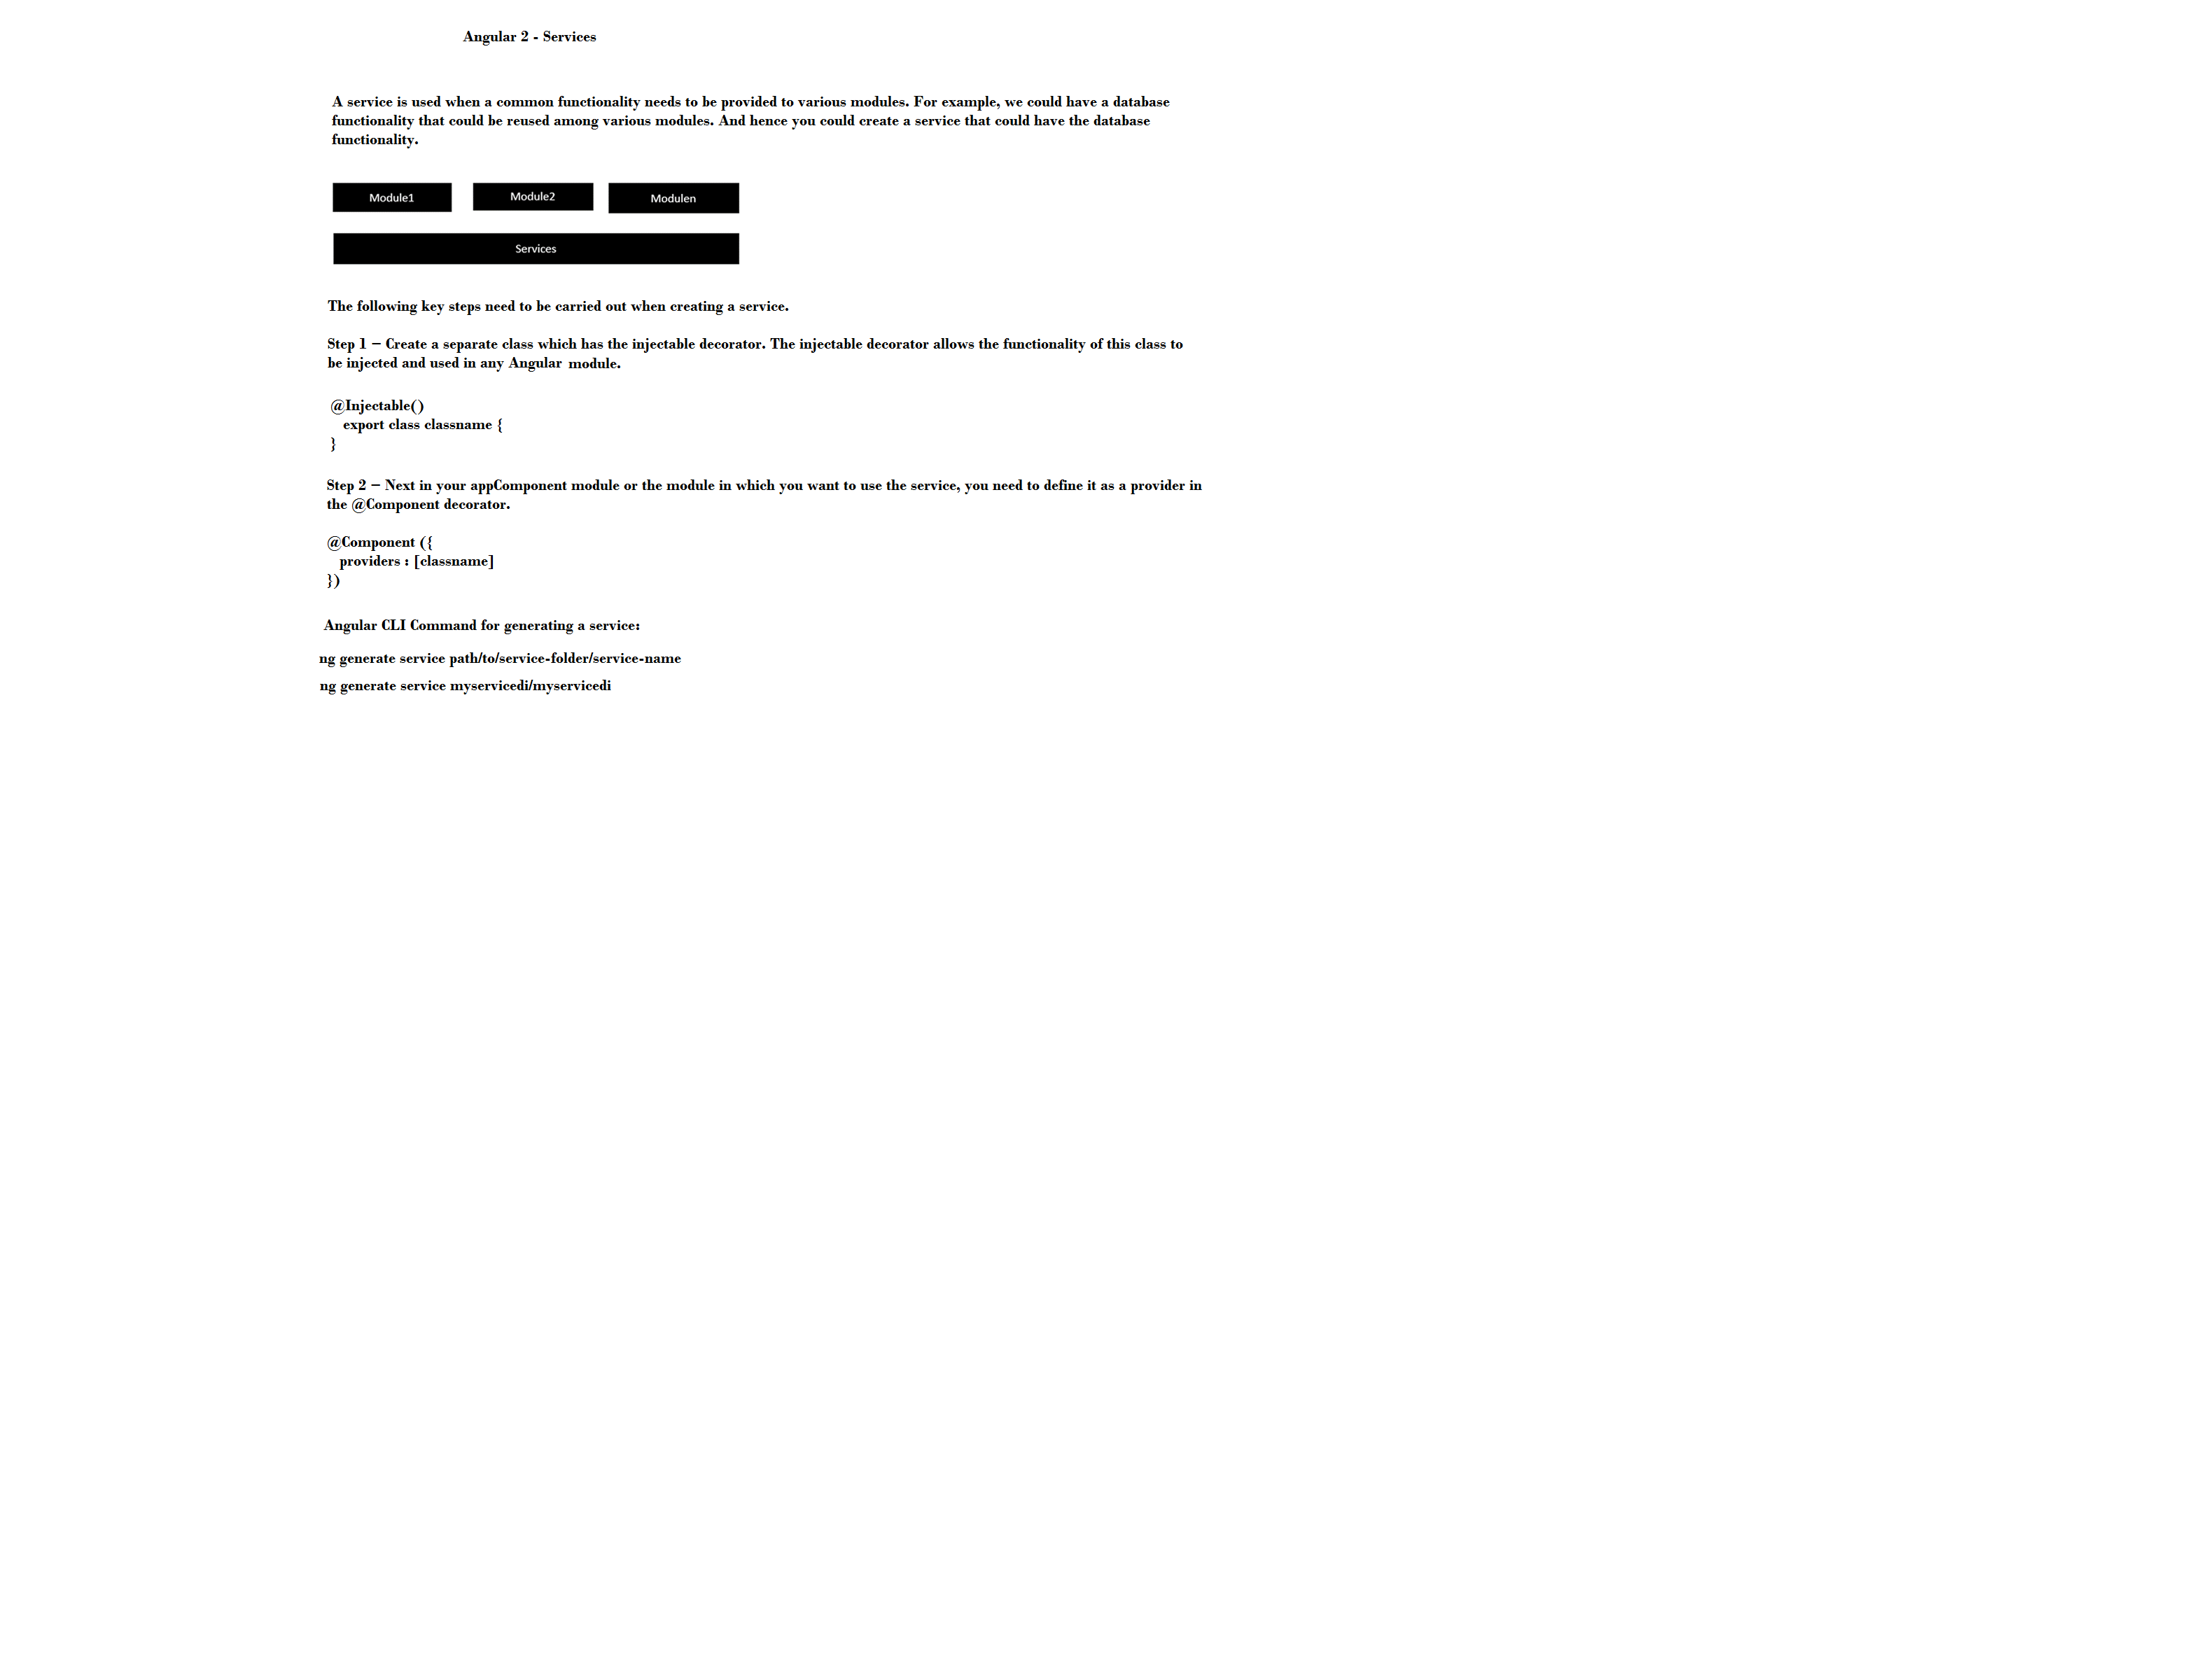 Angular 2 - Services
A service is used when a common functionality needs to be provided to various modules. For example, we could have a database
functionality that could be reused among various modules. And hence you could create a service that could have the database
functionality.
Module1 Module2 Modulen
Services
The following key steps need to be carried out when creating a service.
Step 1 − Create a separate class which has the injectable decorator. The injectable decorator allows the functionality of this class to
be injected and used in any Angular module.
@Injectable()
export class classname {
}
Step 2 − Next in your appComponent module or the module in which you want to use the service, you need to define it as a provider in
the @Component decorator.
@Component ({
providers : [classname]
})
Angular CLI Command for generating a service:
ng generate service path/to/service-folder/service-name
ng generate service myservicedi/myservicedi